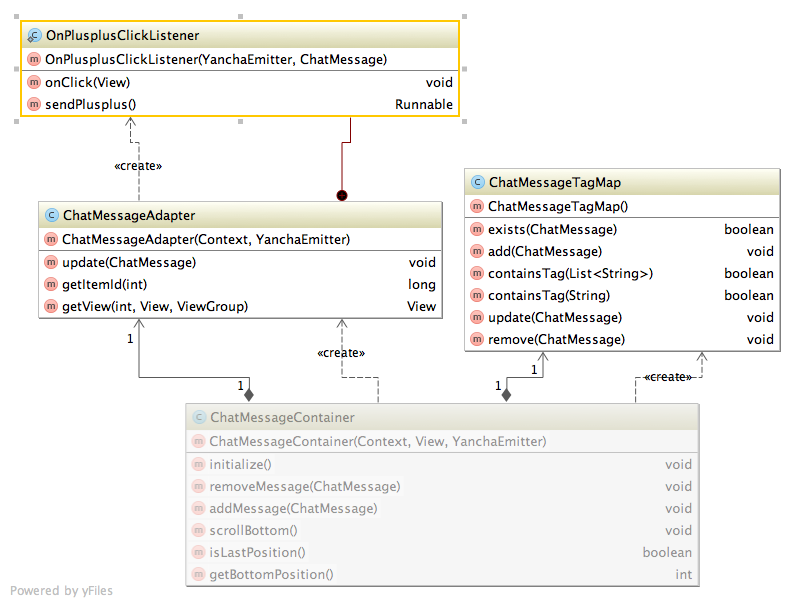 OnPlusplusClickListener
OnPlusplusClickListener(YanchaEmitter, ChatMessage)
onClick(View) void
sendPlusplus() Runnable
«create»
ChatMessageAdapter
ChatMessageAdapter(Context, YanchaEmitter)
update(ChatMessage) void
getItemId(int) long
getView(int, View, ViewGroup) View
ChatMessageTagMap
ChatMessageTagMap()
exists(ChatMessage) boolean
add(ChatMessage) void
containsTag(List<String>) boolean
containsTag(String) boolean
update(ChatMessage) void
remove(ChatMessage) void
1
«create»
1
1
1
«create»
ChatMessageContainer
ChatMessageContainer(Context, View, YanchaEmitter)
initialize() void
removeMessage(ChatMessage) void
addMessage(ChatMessage) void
scrollBottom() void
isLastPosition() boolean
getBottomPosition() int
Powered by yFiles